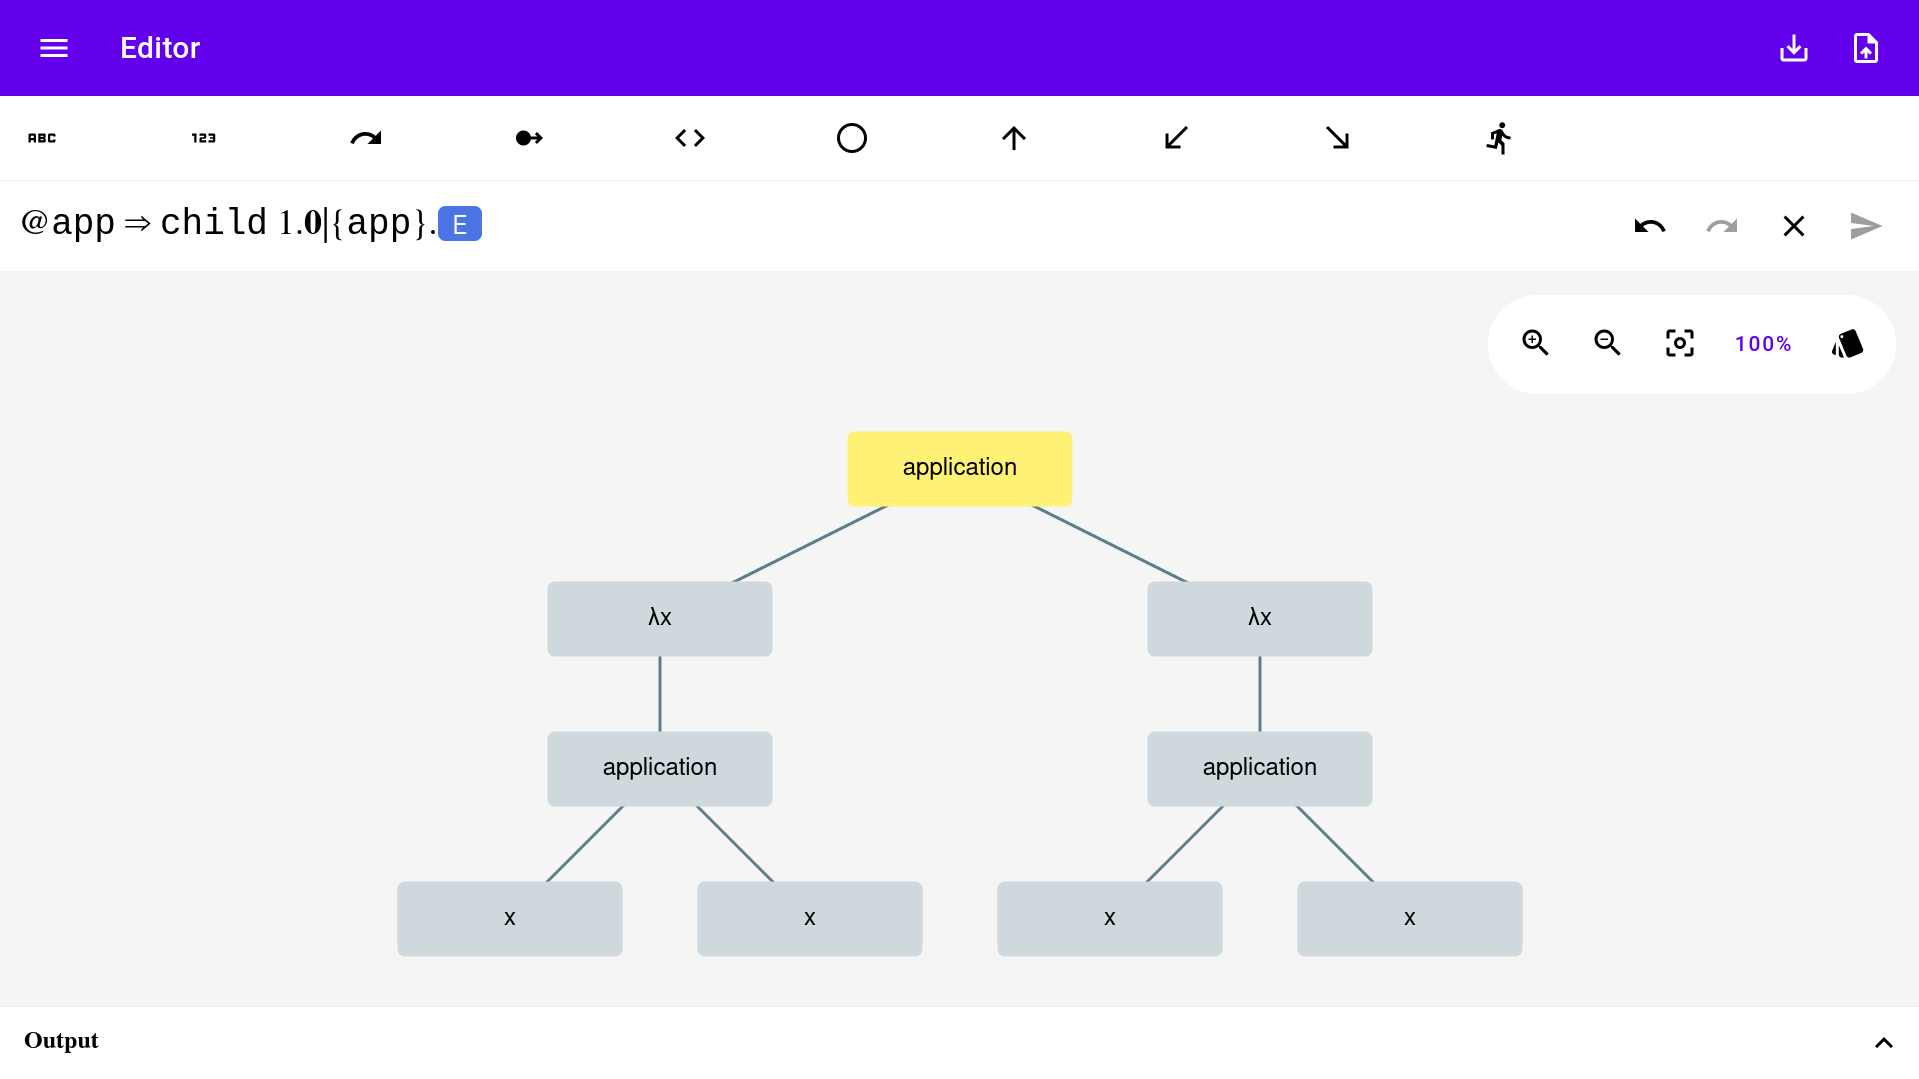 Editor
ABC 123
@app ⇒ child 1.0|{app}.E
100%
application
λx λx
application application
x x x x
Output